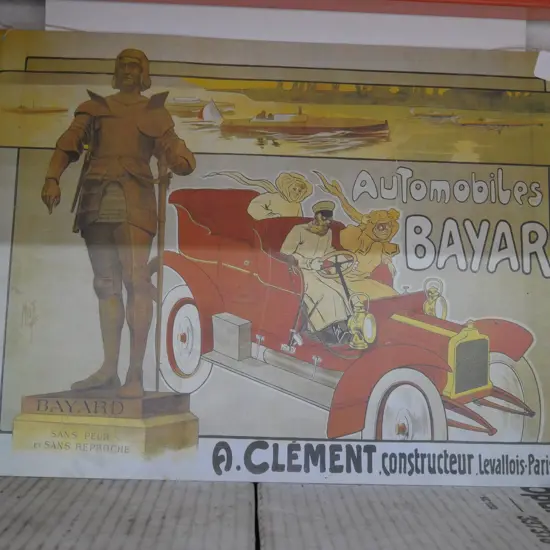 AUTOMOBILES
BAYAR
BAYARD
SANS PEUR
ET SANS REPROCHE
A. CLÉMENT, CONSTRUCTEUR, Levallois-Paris